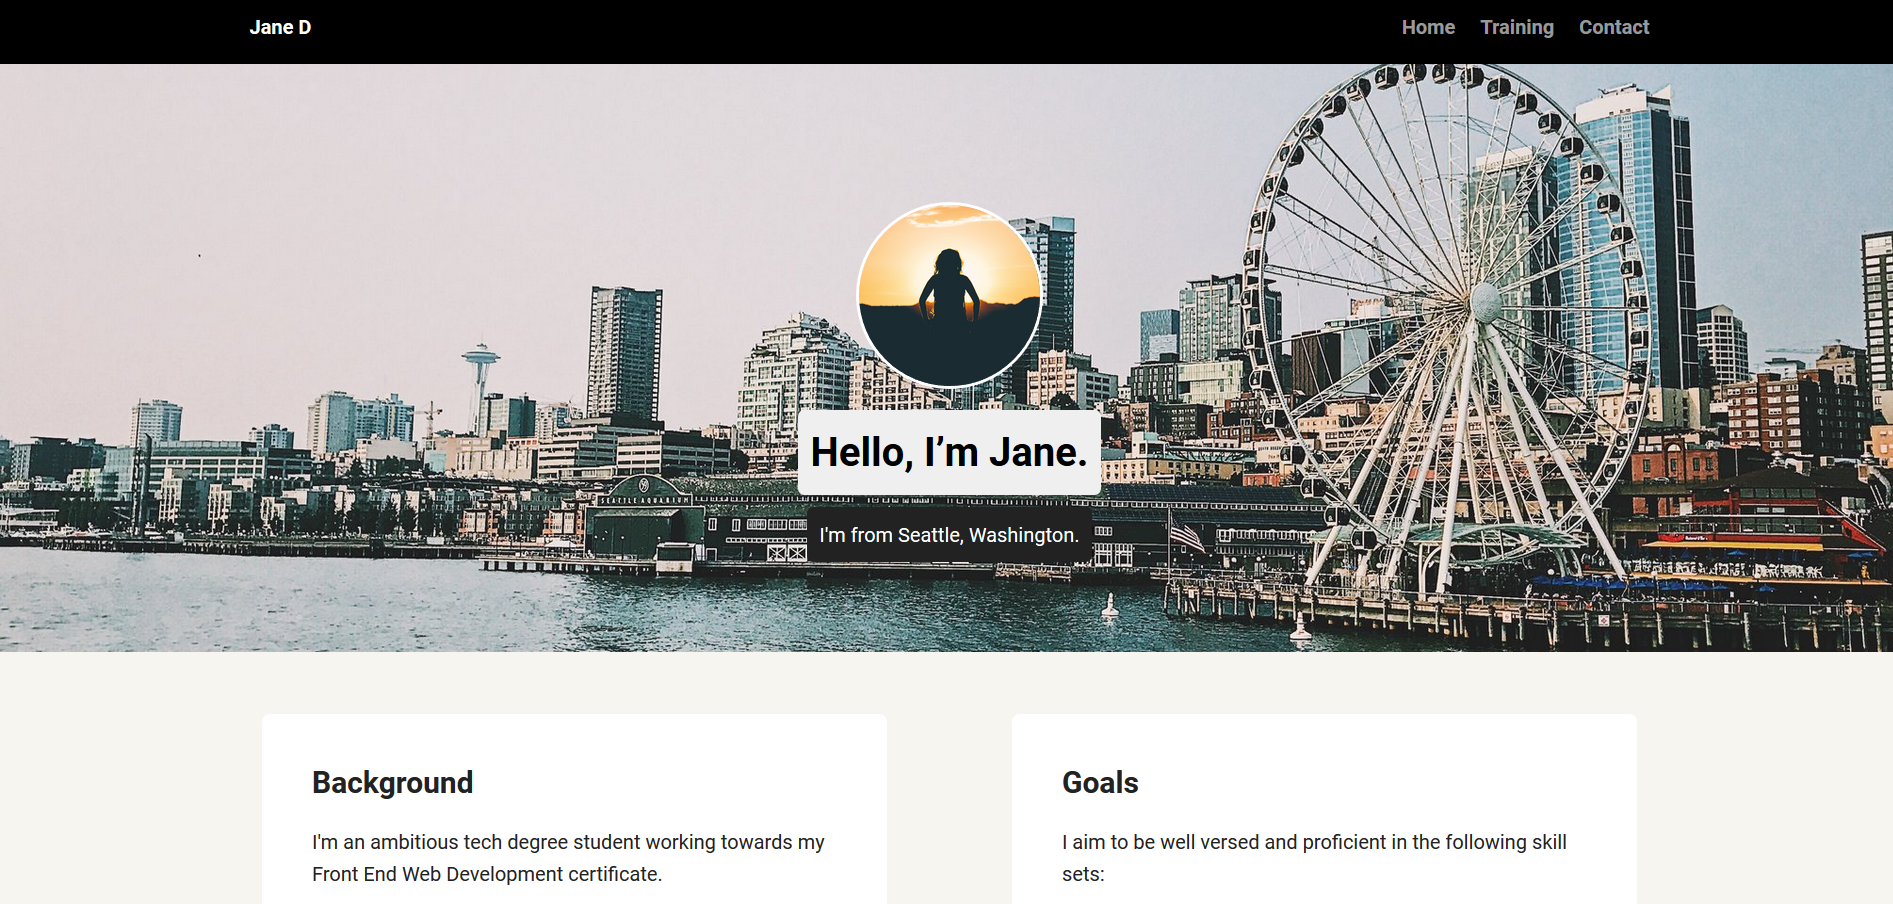 Jane D
Home Training Contact
SEATTLE AQUARIUM
Hello, I’m Jane.
I'm from Seattle, Washington.
Background
I'm an ambitious tech degree student working towards my
Front End Web Development certificate.
Goals
I aim to be well versed and proficient in the following skill
sets: